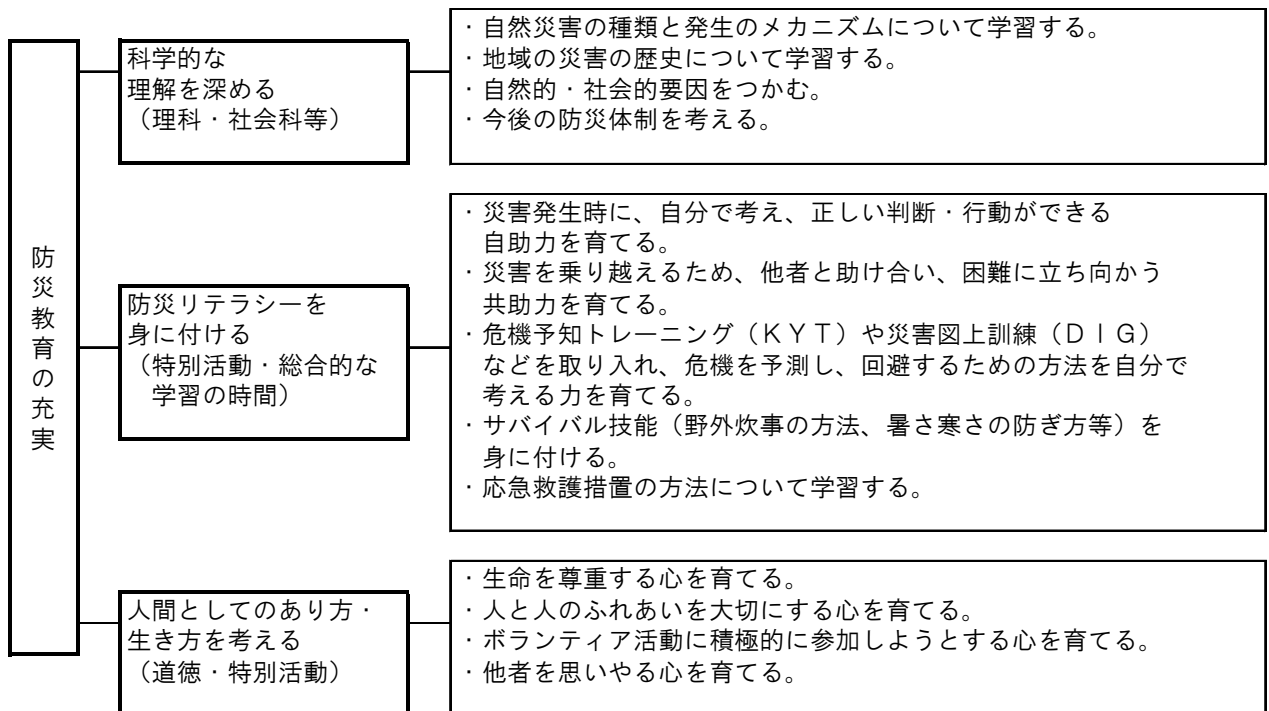 防災教育の充実
科学的な
理解を深める
（理科・社会科等）
・自然災害の種類と発生のメカニズムについて学習する。
・地域の災害の歴史について学習する。
・自然的・社会的要因をつかむ。
・今後の防災体制を考える。
防災リテラシーを
身に付ける
（特別活動・総合的な
学習の時間）
・災害発生時に、自分で考え、正しい判断・行動ができる
自助力を育てる。
・災害を乗り越えるため、他者と助け合い、困難に立ち向かう
共助力を育てる。
・危機予知トレーニング（ＫＹＴ）や災害図上訓練（ＤＩＧ）
などを取り入れ、危機を予測し、回避するための方法を自分で
考える力を育てる。
・サバイバル技能（野外炊事の方法、暑さ寒さの防ぎ方等）を
身に付ける。
・応急救護措置の方法について学習する。
人間としてのあり方・
生き方を考える
（道徳・特別活動）
・生命を尊重する心を育てる。
・人と人のふれあいを大切にする心を育てる。
・ボランティア活動に積極的に参加しようとする心を育てる。
・他者を思いやる心を育てる。